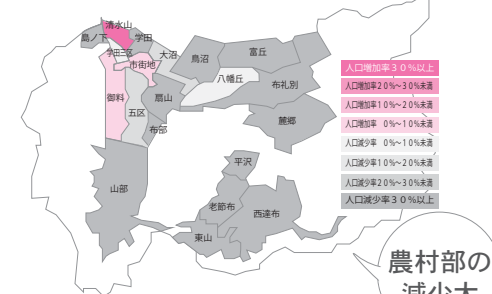 清水山
島ノ下
学田
学田三区
大沼
鳥沼
富丘
市街地
八幡丘
布礼別
御料
扇山
五区
麓郷
布部
平沢
山部
老節布
西達布
東山
人口増加率３０％以上
人口増加率２０％～３０％未満
人口増加率１０％～２０％未満
人口増加率　０％～１０％未満
人口減少率　０％～１０％未満
人口減少率１０％～２０％未満
人口減少率２０％～３０％未満
人口減少率３０％以上
農村部の
減少大